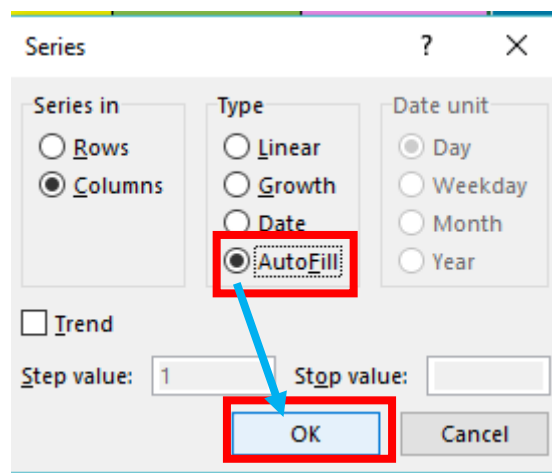 Series ? X
Series in Type Date unit
Rows Linear Day
Columns Growth Weekday
Date Month
AutoFill Year
Trend
Step value: 1 Stop value:
OK Cancel